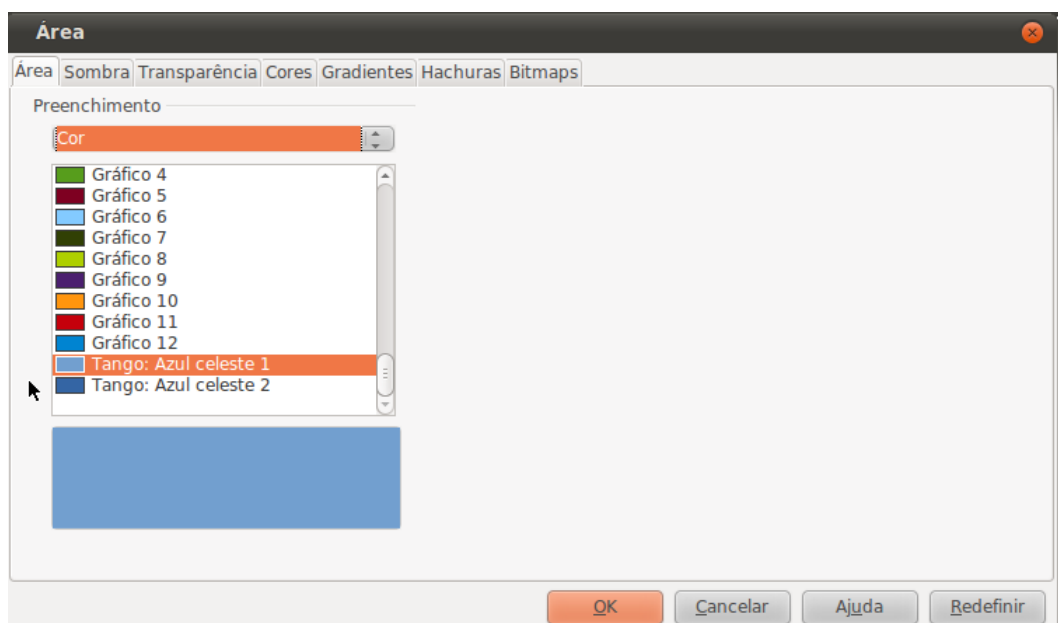 Área
Área Sombra Transparência Cores Gradientes Hachuras Bitmaps
Preenchimento
Cor
Gráfico 4
Gráfico 5
Gráfico 6
Gráfico 7
Gráfico 8
Gráfico 9
Gráfico 10
Gráfico 11
Gráfico 12
Tango: Azul celeste 1
Tango: Azul celeste 2
OK Cancelar Ajuda Redefinir